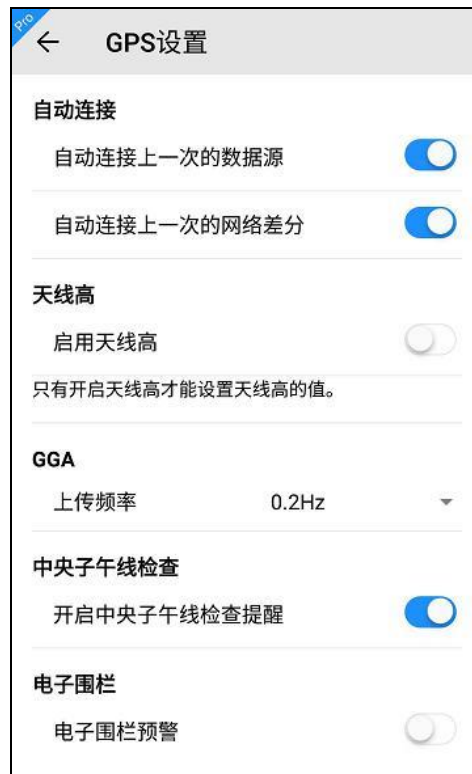 Pro
GPS设置
自动连接
自动连接上一次的数据源
自动连接上一次的网络差分
天线高
启用天线高
只有开启天线高才能设置天线高的值。
GGA
上传频率 0.2Hz
中央子午线检查
开启中央子午线检查提醒
电子围栏
电子围栏预警